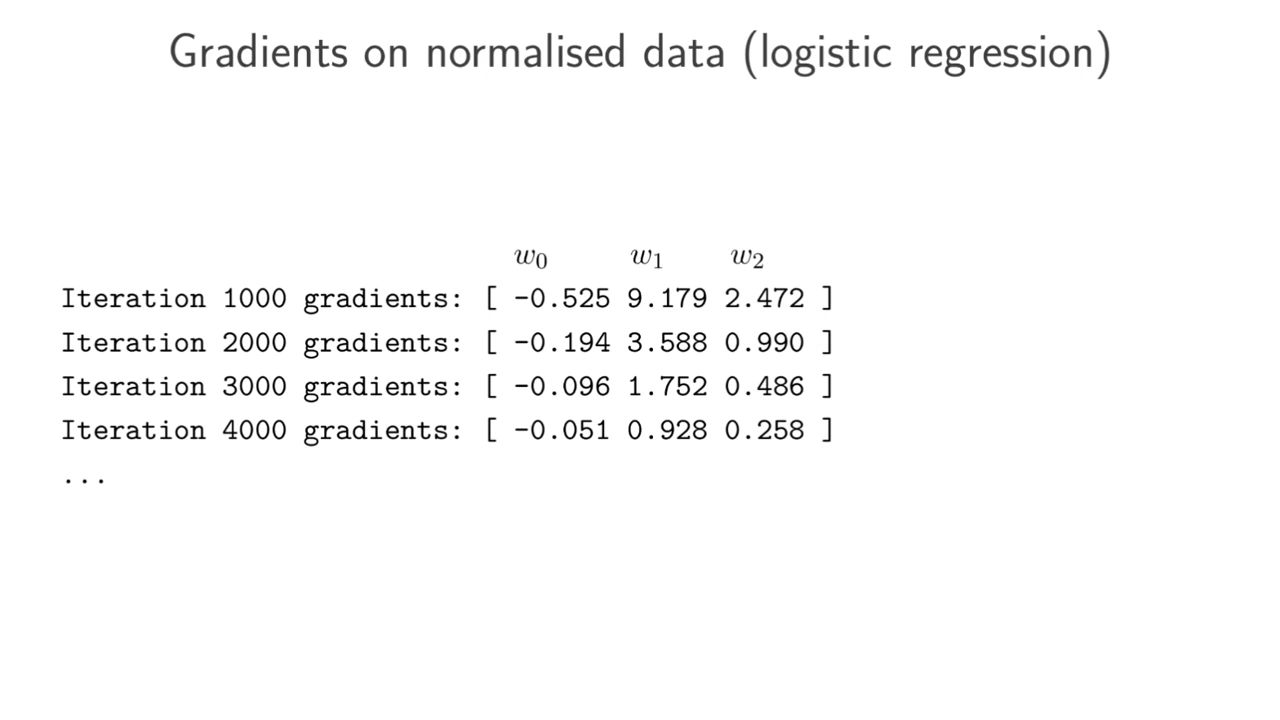 Gradients on normalised data (logistic regression)
w₀ w₁ w₂
Iteration 1000 gradients: [ -0.525 9.179 2.472 ]
Iteration 2000 gradients: [ -0.194 3.588 0.990 ]
Iteration 3000 gradients: [ -0.096 1.752 0.486 ]
Iteration 4000 gradients: [ -0.051 0.928 0.258 ]
...